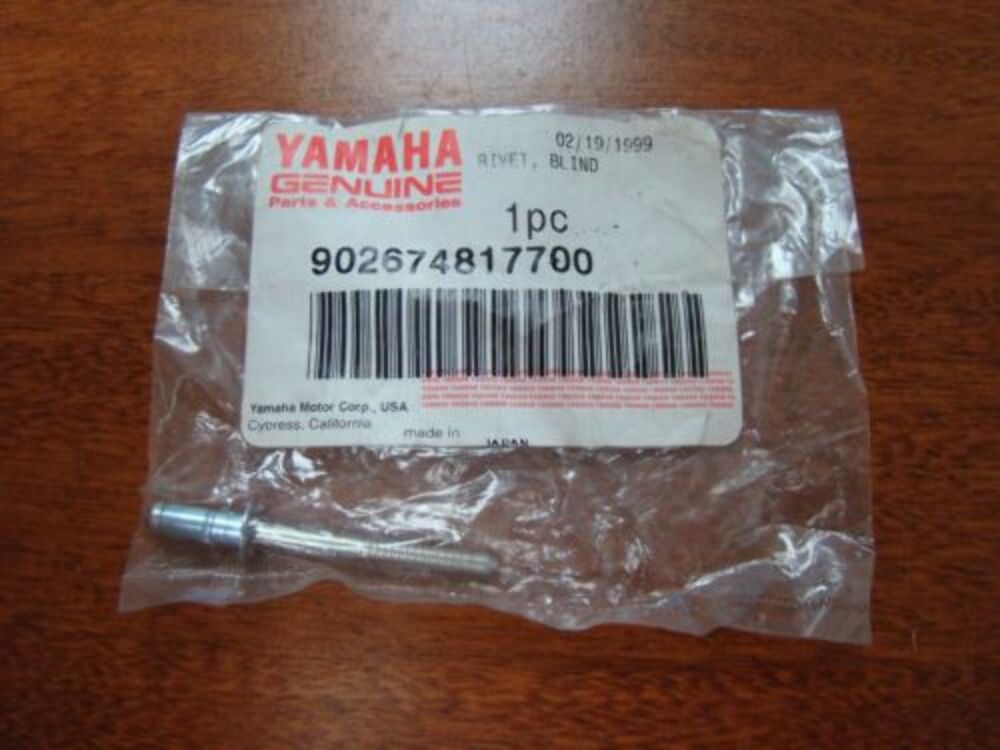 YAMAHA
GENUINE
Parts & Accessories
02/19/1999
RIVET, BLIND
1pc
902674817700
Yamaha Motor Corp., USA
Cypress, California
made in
JAPAN